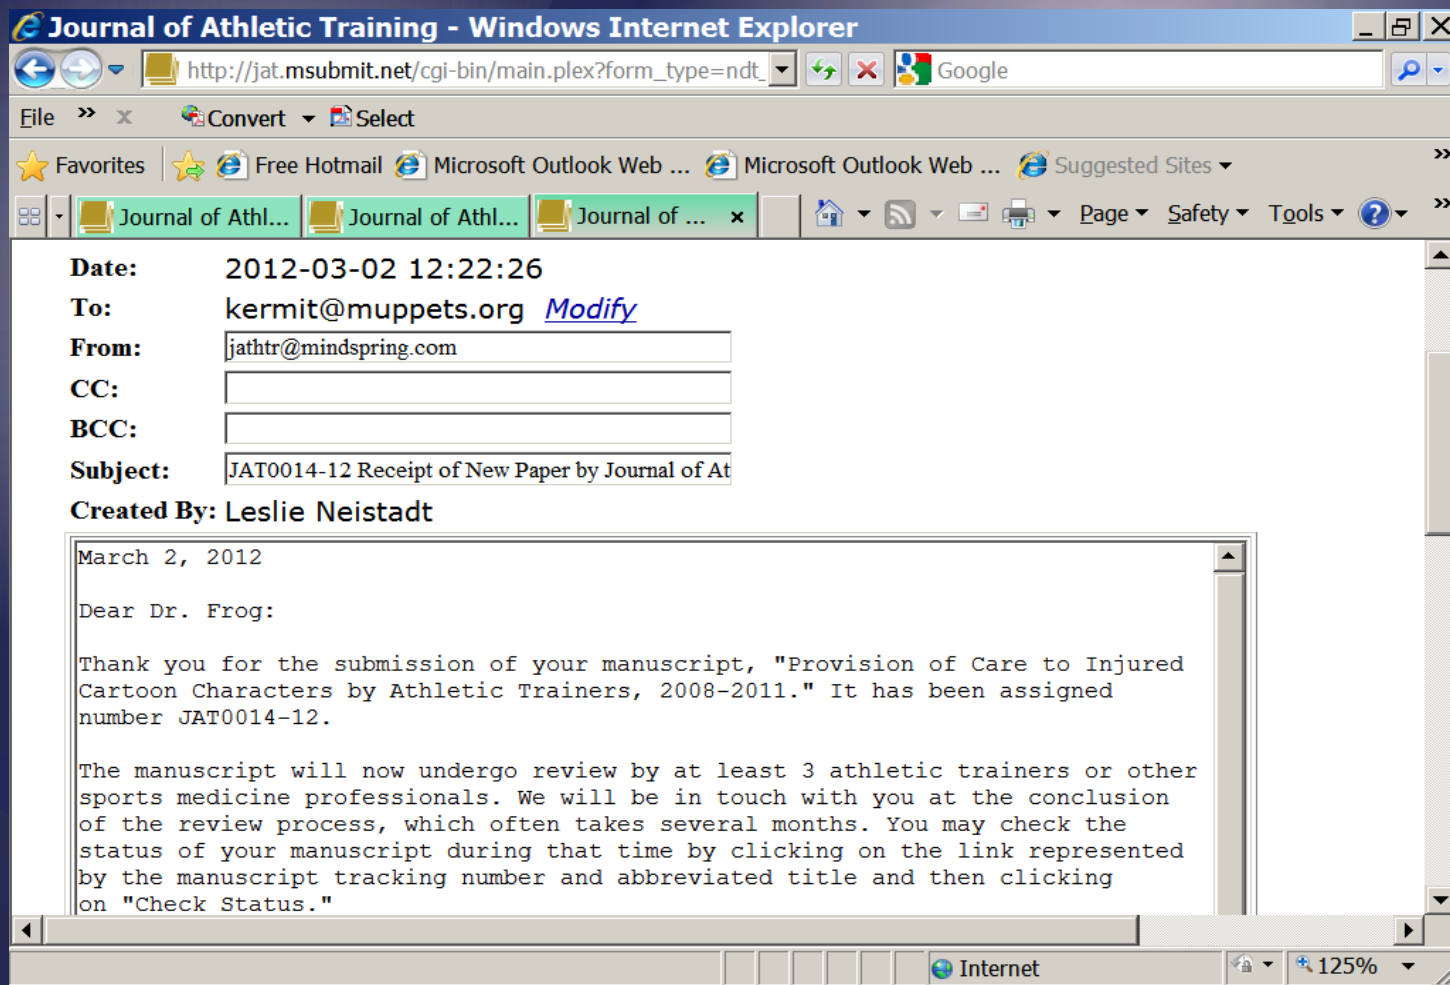 Journal of Athletic Training - Windows Internet Explorer
http://jat.msubmit.net/cgi-bin/main.plex?form_type=ndt_ Google
File » x Convert Select
Favorites Free Hotmail Microsoft Outlook Web ... Microsoft Outlook Web ... Suggested Sites »
Journal of Athl... Journal of Athl... Journal of ... x Page Safety Tools »
Date: 2012-03-02 12:22:26
To: kermit@muppets.org Modify
From: jathtr@mindspring.com
CC:
BCC:
Subject: JAT0014-12 Receipt of New Paper by Journal of At
Created By: Leslie Neistadt
March 2, 2012
Dear Dr. Frog:
Thank you for the submission of your manuscript, "Provision of Care to Injured
Cartoon Characters by Athletic Trainers, 2008-2011." It has been assigned
number JAT0014-12.
The manuscript will now undergo review by at least 3 athletic trainers or other
sports medicine professionals. We will be in touch with you at the conclusion
of the review process, which often takes several months. You may check the
status of your manuscript during that time by clicking on the link represented
by the manuscript tracking number and abbreviated title and then clicking
on "Check Status."
Internet 125%